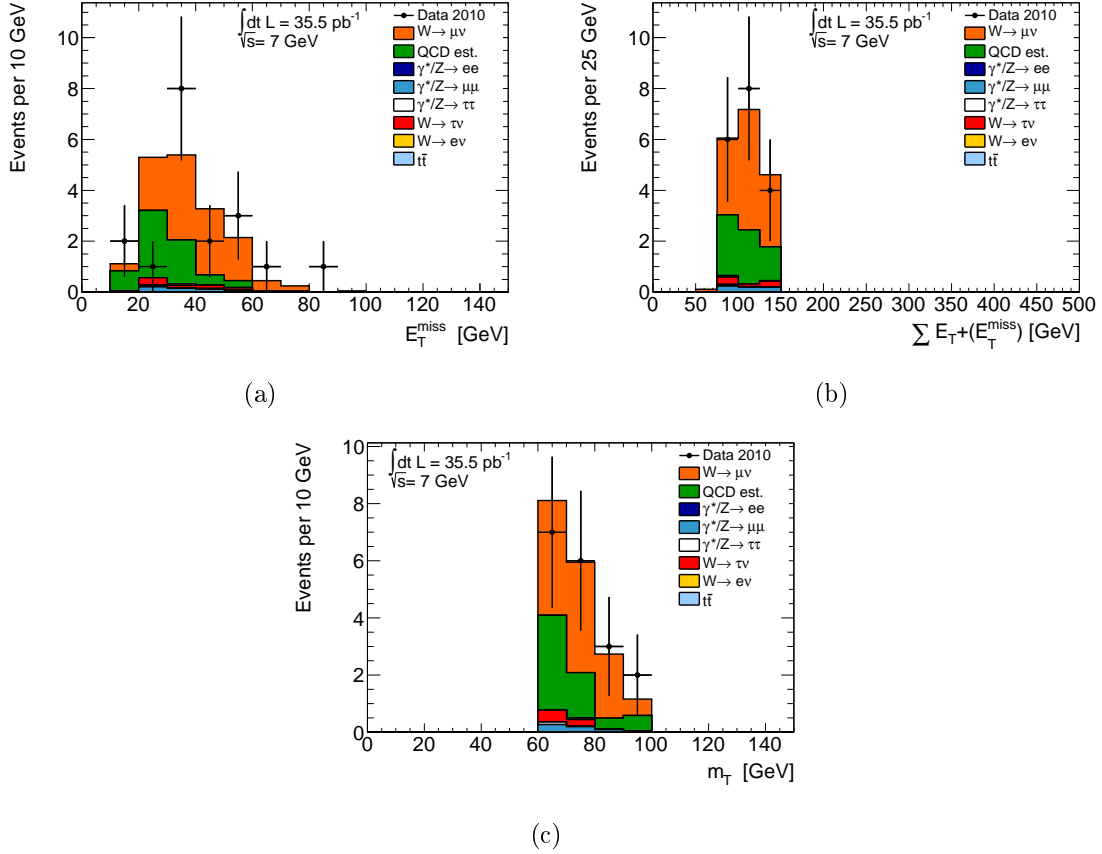 Events per 10 GeV
10
8
6
4
2
0
∫dt L = 35.5 pb⁻¹
√s= 7 GeV
Data 2010
W→ μν
QCD est.
γ*/Z→ ee
γ*/Z→ μμ
γ*/Z→ ττ
W→ τν
W→ eν
tt̄
0 20 40 60 80 100 120 140
E_T^miss [GeV]
(a)
Events per 25 GeV
10
8
6
4
2
0
∫dt L = 35.5 pb⁻¹
√s= 7 GeV
Data 2010
W→ μν
QCD est.
γ*/Z→ ee
γ*/Z→ μμ
γ*/Z→ ττ
W→ τν
W→ eν
tt̄
0 50 100 150 200 250 300 350 400 450 500
∑ E_T+(E_T^miss) [GeV]
(b)
Events per 10 GeV
10
8
6
4
2
0
∫dt L = 35.5 pb⁻¹
√s= 7 GeV
Data 2010
W→ μν
QCD est.
γ*/Z→ ee
γ*/Z→ μμ
γ*/Z→ ττ
W→ τν
W→ eν
tt̄
0 20 40 60 80 100 120 140
m_T [GeV]
(c)